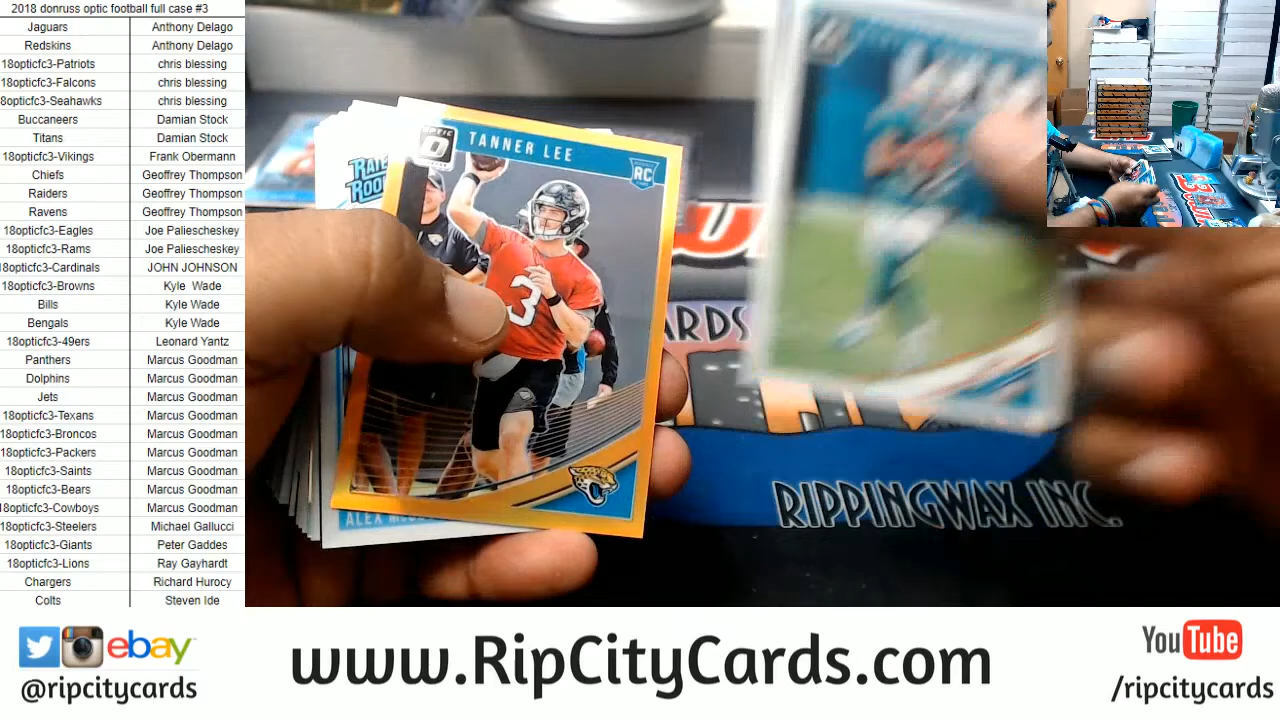 2018 donruss optic football full case #3
Jaguars Anthony Delago
Redskins Anthony Delago
18opticfc3-Patriots chris blessing
18opticfc3-Falcons chris blessing
8opticfc3-Seahawks chris blessing
Buccaneers Damian Stock
Titans Damian Stock
18opticfc3-Vikings Frank Obermann
Chiefs Geoffrey Thompson
Raiders Geoffrey Thompson
Ravens Geoffrey Thompson
18opticfc3-Eagles Joe Paliescheskey
18opticfc3-Rams Joe Paliescheskey
8opticfc3-Cardinals JOHN JOHNSON
18opticfc3-Browns Kyle Wade
Bills Kyle Wade
Bengals Kyle Wade
18opticfc3-49ers Leonard Yantz
Panthers Marcus Goodman
Dolphins Marcus Goodman
Jets Marcus Goodman
18opticfc3-Texans Marcus Goodman
18opticfc3-Broncos Marcus Goodman
18opticfc3-Packers Marcus Goodman
18opticfc3-Saints Marcus Goodman
18opticfc3-Bears Marcus Goodman
8opticfc3-Cowboys Marcus Goodman
18opticfc3-Steelers Michael Gallucci
18opticfc3-Giants Peter Gaddes
18opticfc3-Lions Ray Gayhardt
Chargers Richard Hurocy
Colts Steven Ide
OPTIC
TANNER LEE
RC
RATE
ROO
3
ALEX
ARDS
RIPPINGWAX INC.
ebay
@ripcitycards
www.RipCityCards.com
YouTube
/ripcitycards